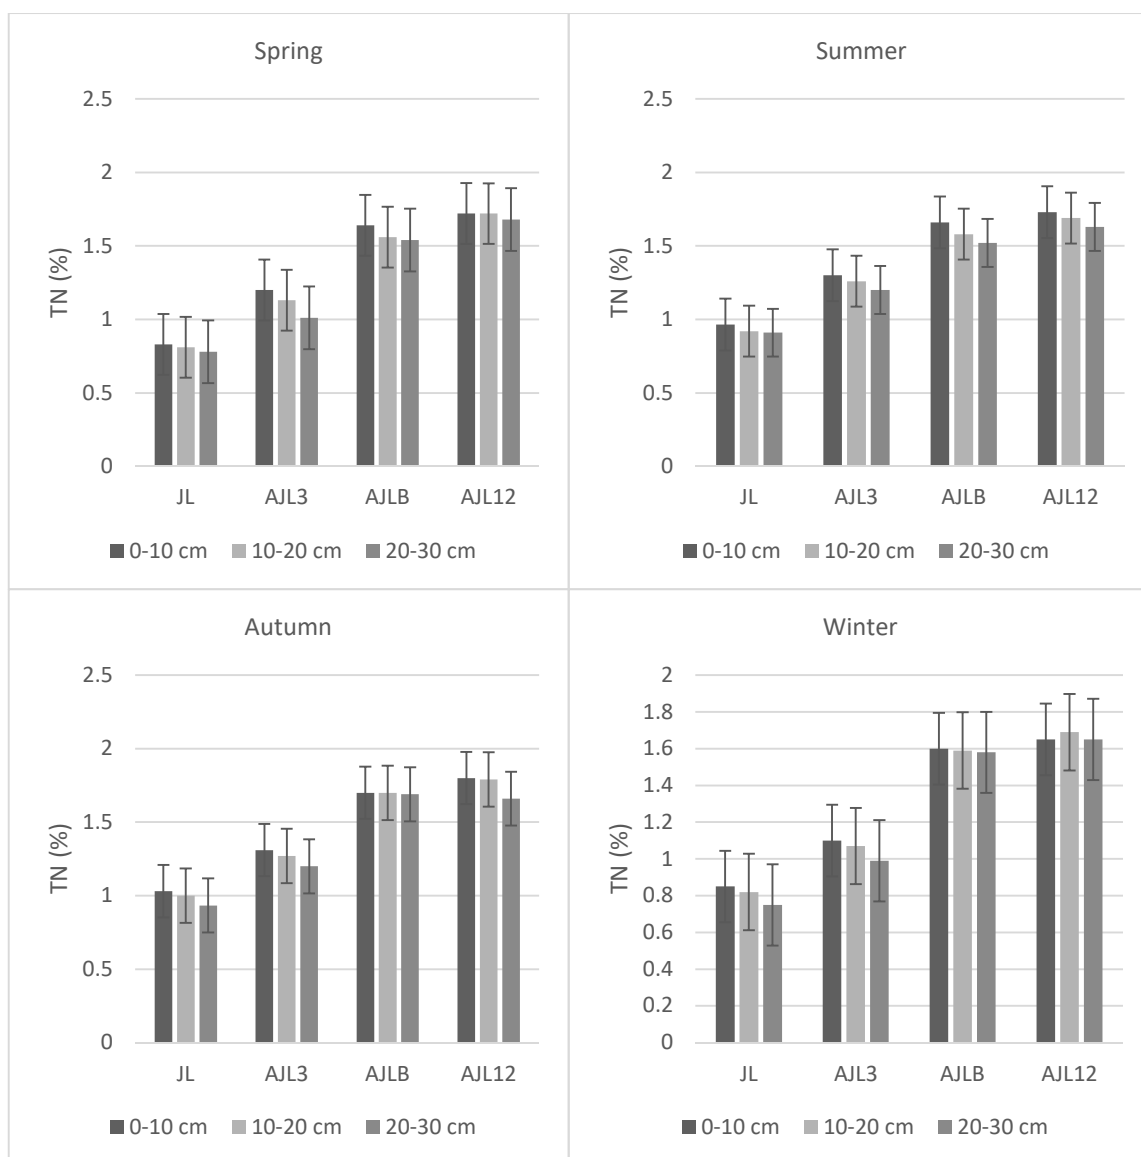 Spring
2.5
2
1.5
1
0.5
0
TN (%)
JL AJL3 AJLB AJL12
0-10 cm 10-20 cm 20-30 cm
Summer
2.5
2
1.5
1
0.5
0
TN (%)
JL AJL3 AJLB AJL12
0-10 cm 10-20 cm 20-30 cm
Autumn
2.5
2
1.5
1
0.5
0
TN (%)
JL AJL3 AJLB AJL12
0-10 cm 10-20 cm 20-30 cm
Winter
2
1.8
1.6
1.4
1.2
1
0.8
0.6
0.4
0.2
0
TN (%)
JL AJL3 AJLB AJL12
0-10 cm 10-20 cm 20-30 cm